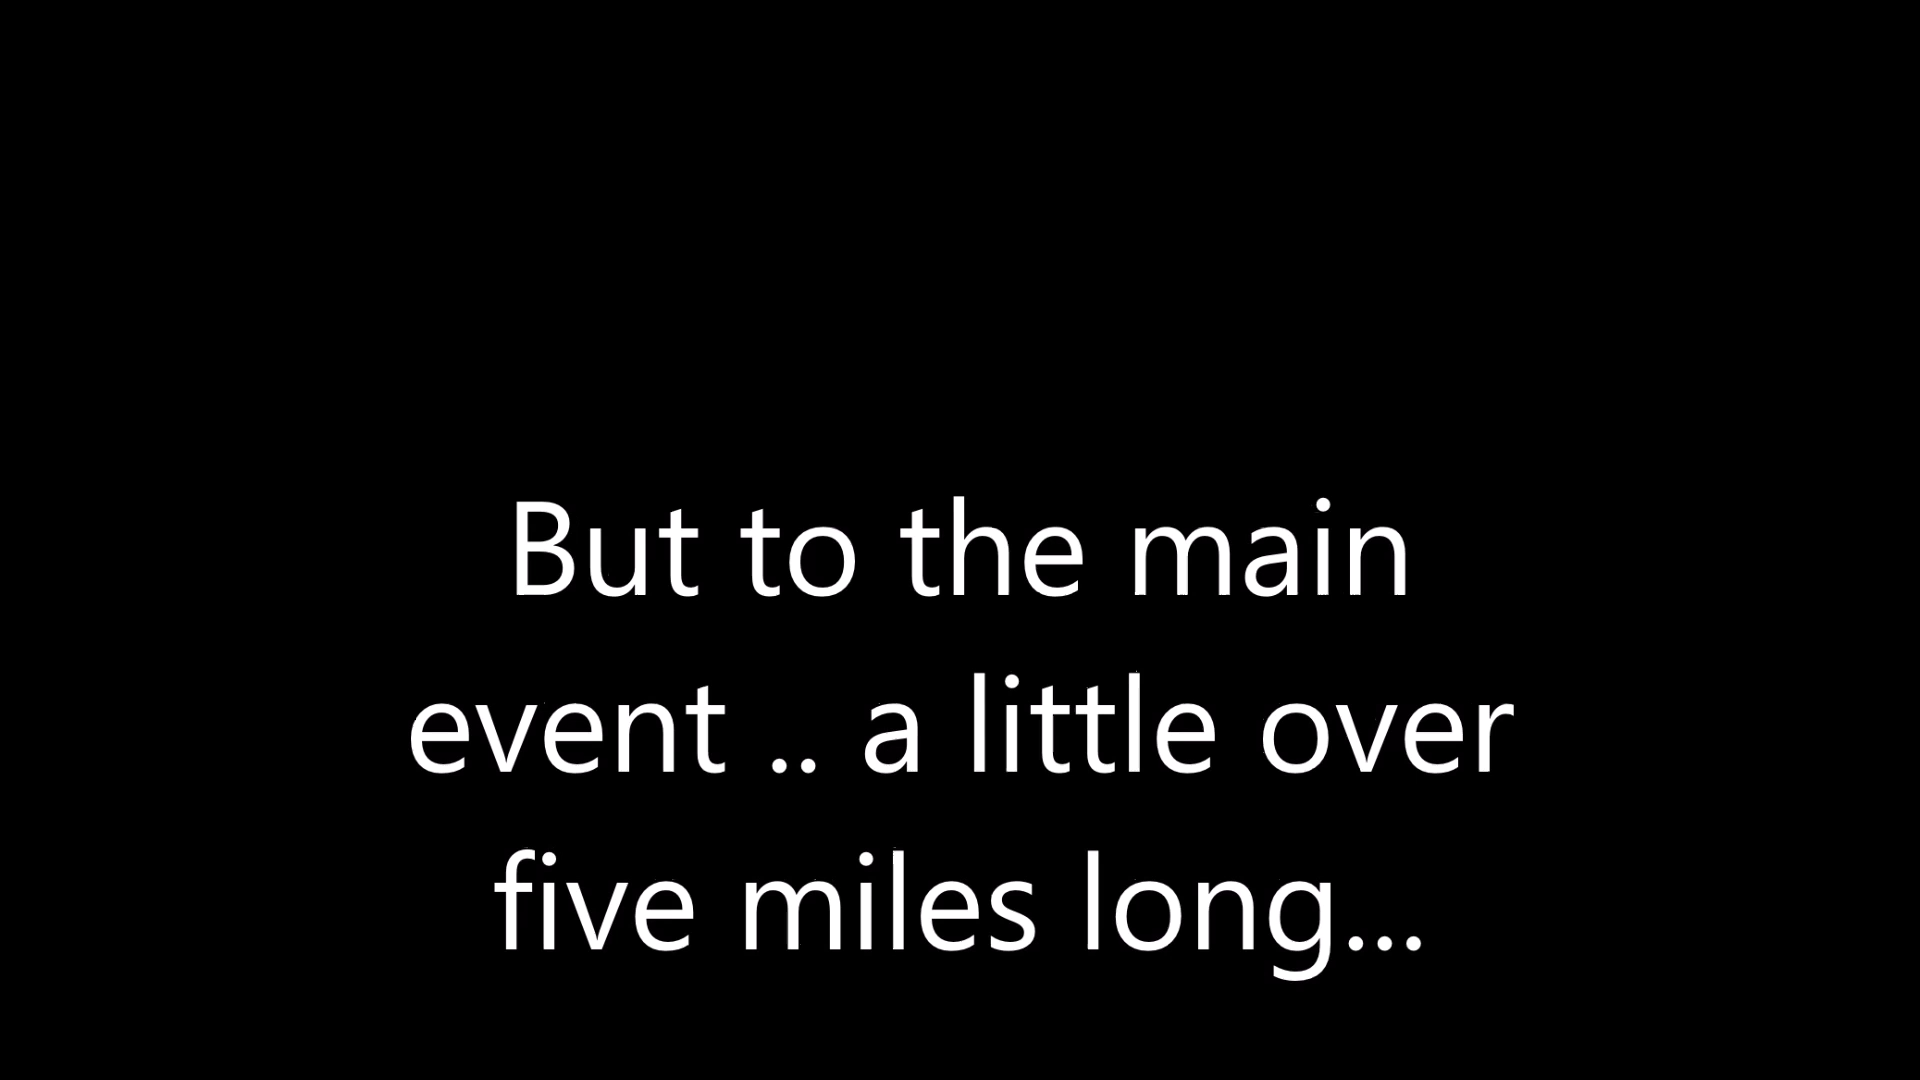 But to the main
event .. a little over
five miles long...